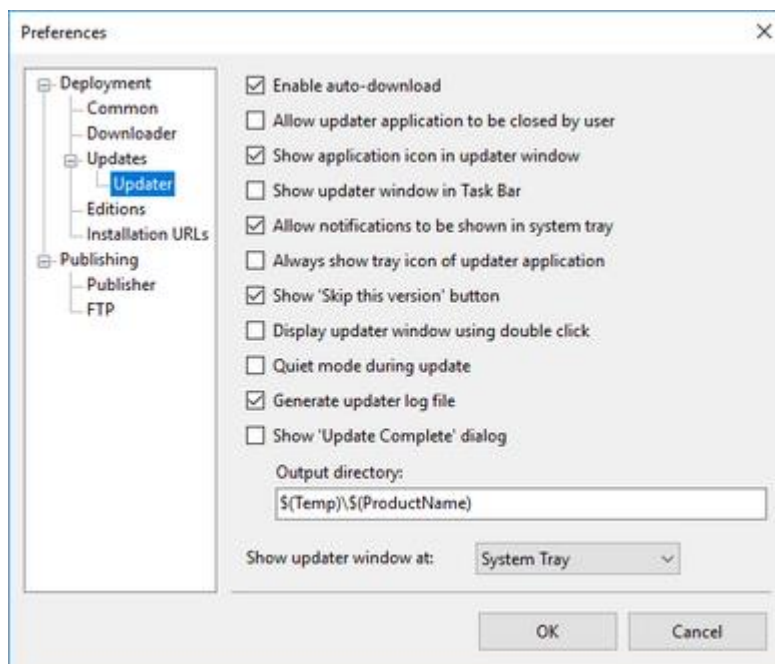 Preferences
Deployment
Common
Downloader
Updates
Updater
Editions
Installation URLs
Publishing
Publisher
FTP
Enable auto-download
Allow updater application to be closed by user
Show application icon in updater window
Show updater window in Task Bar
Allow notifications to be shown in system tray
Always show tray icon of updater application
Show 'Skip this version' button
Display updater window using double click
Quiet mode during update
Generate updater log file
Show 'Update Complete' dialog
Output directory:
$(Temp)\$(ProductName)
Show updater window at: System Tray
OK Cancel